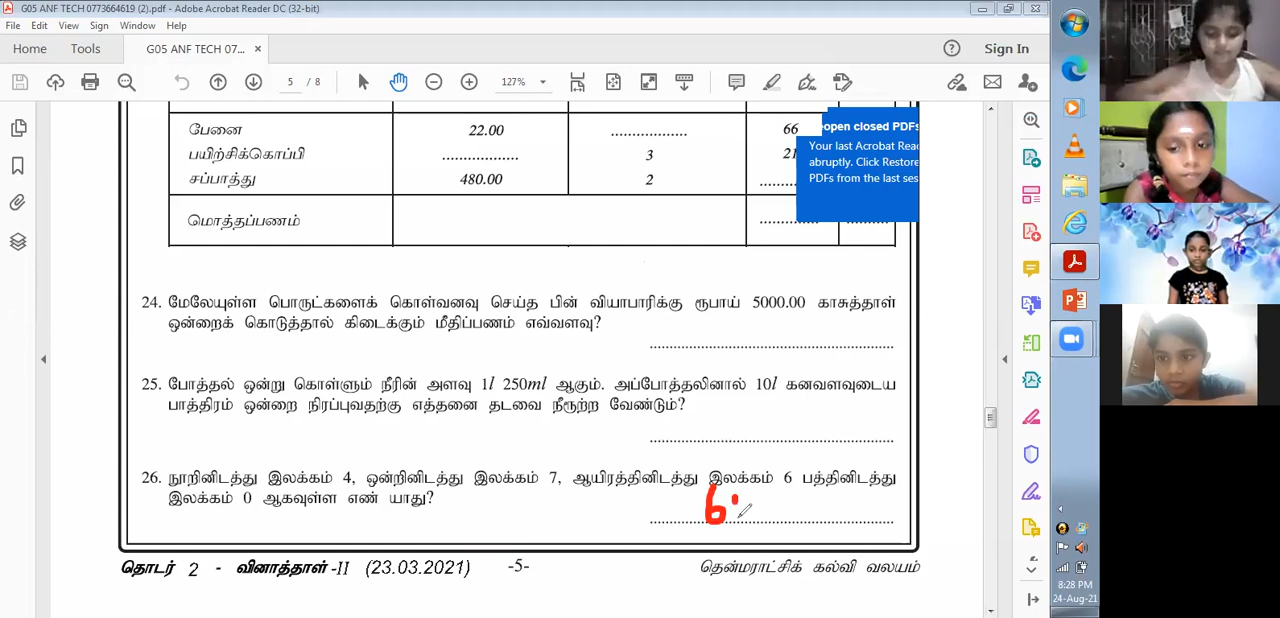 G05 ANF TECH 0773664619 (2).pdf - Adobe Acrobat Reader DC (32-bit)
File Edit View Sign Window Help
Home Tools G05 ANF TECH 07... × Sign In
5 / 8 127%
பேனை 22.00 .................. 66
பயிற்சிக்கொப்பி .................. 3 21
சப்பாத்து 480.00 2 ........
மொத்தப்பணம் .............. ..........
reopen closed PDFs
Your last Acrobat Rea
abruptly. Click Restore
PDFs from the last ses
24. மேலேயுள்ள பொருட்களைக் கொள்வனவு செய்த பின் வியாபாரிக்கு ரூபாய் 5000.00 காசுத்தாள்
ஒன்றைக் கொடுத்தால் கிடைக்கும் மீதிப்பணம் எவ்வளவு?
25. போத்தல் ஒன்று கொள்ளும் நீரின் அளவு 1l 250ml ஆகும். அப்போத்தலினால் 10l கனவளவுடைய
பாத்திரம் ஒன்றை நிரப்புவதற்கு எத்தனை தடவை நீரூற்ற வேண்டும்?
26. நூறினிடத்து இலக்கம் 4, ஒன்றினிடத்து இலக்கம் 7, ஆயிரத்தினிடத்து இலக்கம் 6 பத்தினிடத்து
இலக்கம் 0 ஆகவுள்ள எண் யாது?
6
தொடர் 2 - வினாத்தாள் -II (23.03.2021) -5- தென்மராட்சிக் கல்வி வலயம்
8:28 PM
24-Aug-21